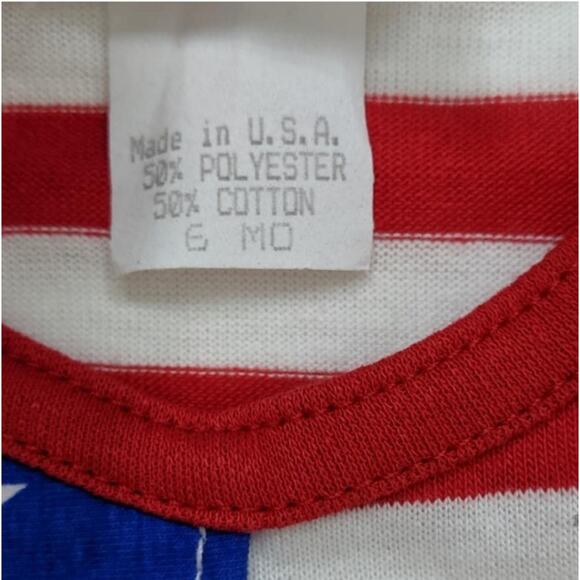 Made in U.S.A.
50% POLYESTER
50% COTTON
6 MO